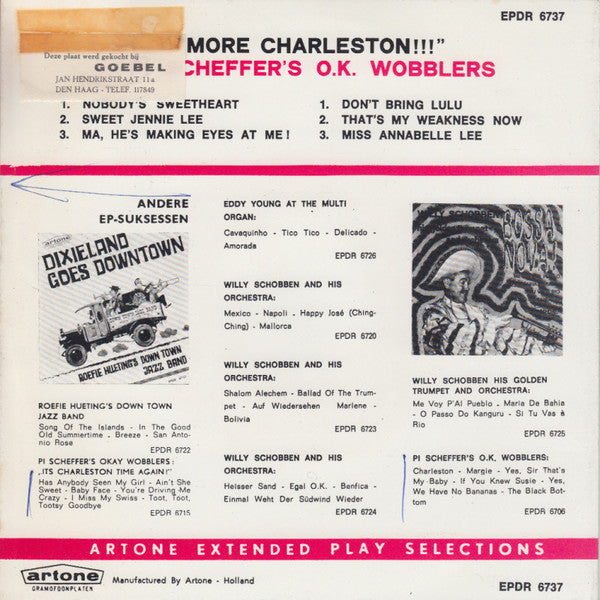 EPDR 6737
MORE CHARLESTON!!!”
CHEFFER'S O.K. WOBBLERS
Deze plaat werd gekocht bij
GOEBEL
JAN HENDRIKSTRAAT 11a
DEN HAAG - TELEF. 117849
1. NOBODY'S SWEETHEART
2. SWEET JENNIE LEE
3. MA, HE'S MAKING EYES AT ME!
1. DON'T BRING LULU
2. THAT'S MY WEAKNESS NOW
3. MISS ANNABELLE LEE
ANDERE
EP-SUKSESSEN
artone
DIXIELAND
GOES DOWNTOWN
ROEFIE HUETING'S DOWN TOWN
JAZZ BAND
ROEFIE HUETING'S DOWN TOWN
JAZZ BAND
Song Of The Islands - In The Good
Old Summertime . Breeze - San Anto-
nio Rose
EPDR 6722
PI SCHEFFER'S OKAY WOBBLERS :
„ITS CHARLESTON TIME AGAIN!”
Has Anybody Seen My Girl - Ain't She
Sweet - Baby Face - You're Driving Me
Crazy - I Miss My Swiss - Toot, Toot,
Tootsy Goodbye
EPDR 6715
EDDY YOUNG AT THE MULTI
ORGAN:
Cavaquinho - Tico Tico - Delicado -
Amorada
EPDR 6726
WILLY SCHOBBEN AND HIS
ORCHESTRA:
Mexico - Napoli . Happy José (Ching-
Ching) - Mallorca
EPDR 6720
WILLY SCHOBBEN AND HIS
ORCHESTRA:
Shalom Alechem - Ballad Of The Trum-
pet - Auf Wiedersehen Marlene -
Bolivia
EPDR 6723
WILLY SCHOBBEN AND HIS
ORCHESTRA:
Heisser Sand - Egal O.K. - Benfica -
Einmal Weht Der Südwind Wieder
EPDR 6724
WILLY SCHOBBEN
BOSSA
NOVA
WILLY SCHOBBEN HIS GOLDEN
TRUMPET AND ORCHESTRA:
Me Voy P'Al Pueblo . Maria De Bahia
- O Passo Do Kanguru - Si Tu Vas à
Rio
EPDR 6725
PI SCHEFFER'S O.K. WOBBLERS:
Charleston - Margie - Yes, Sir That's
My Baby - If You Knew Susie - Yes,
We Have No Bananas - The Black Bot-
tom
EPDR 6706
ARTONE EXTENDED PLAY SELECTIONS
artone
GRAMOFOONPLATEN
Manufactured By Artone - Holland
EPDR 6737